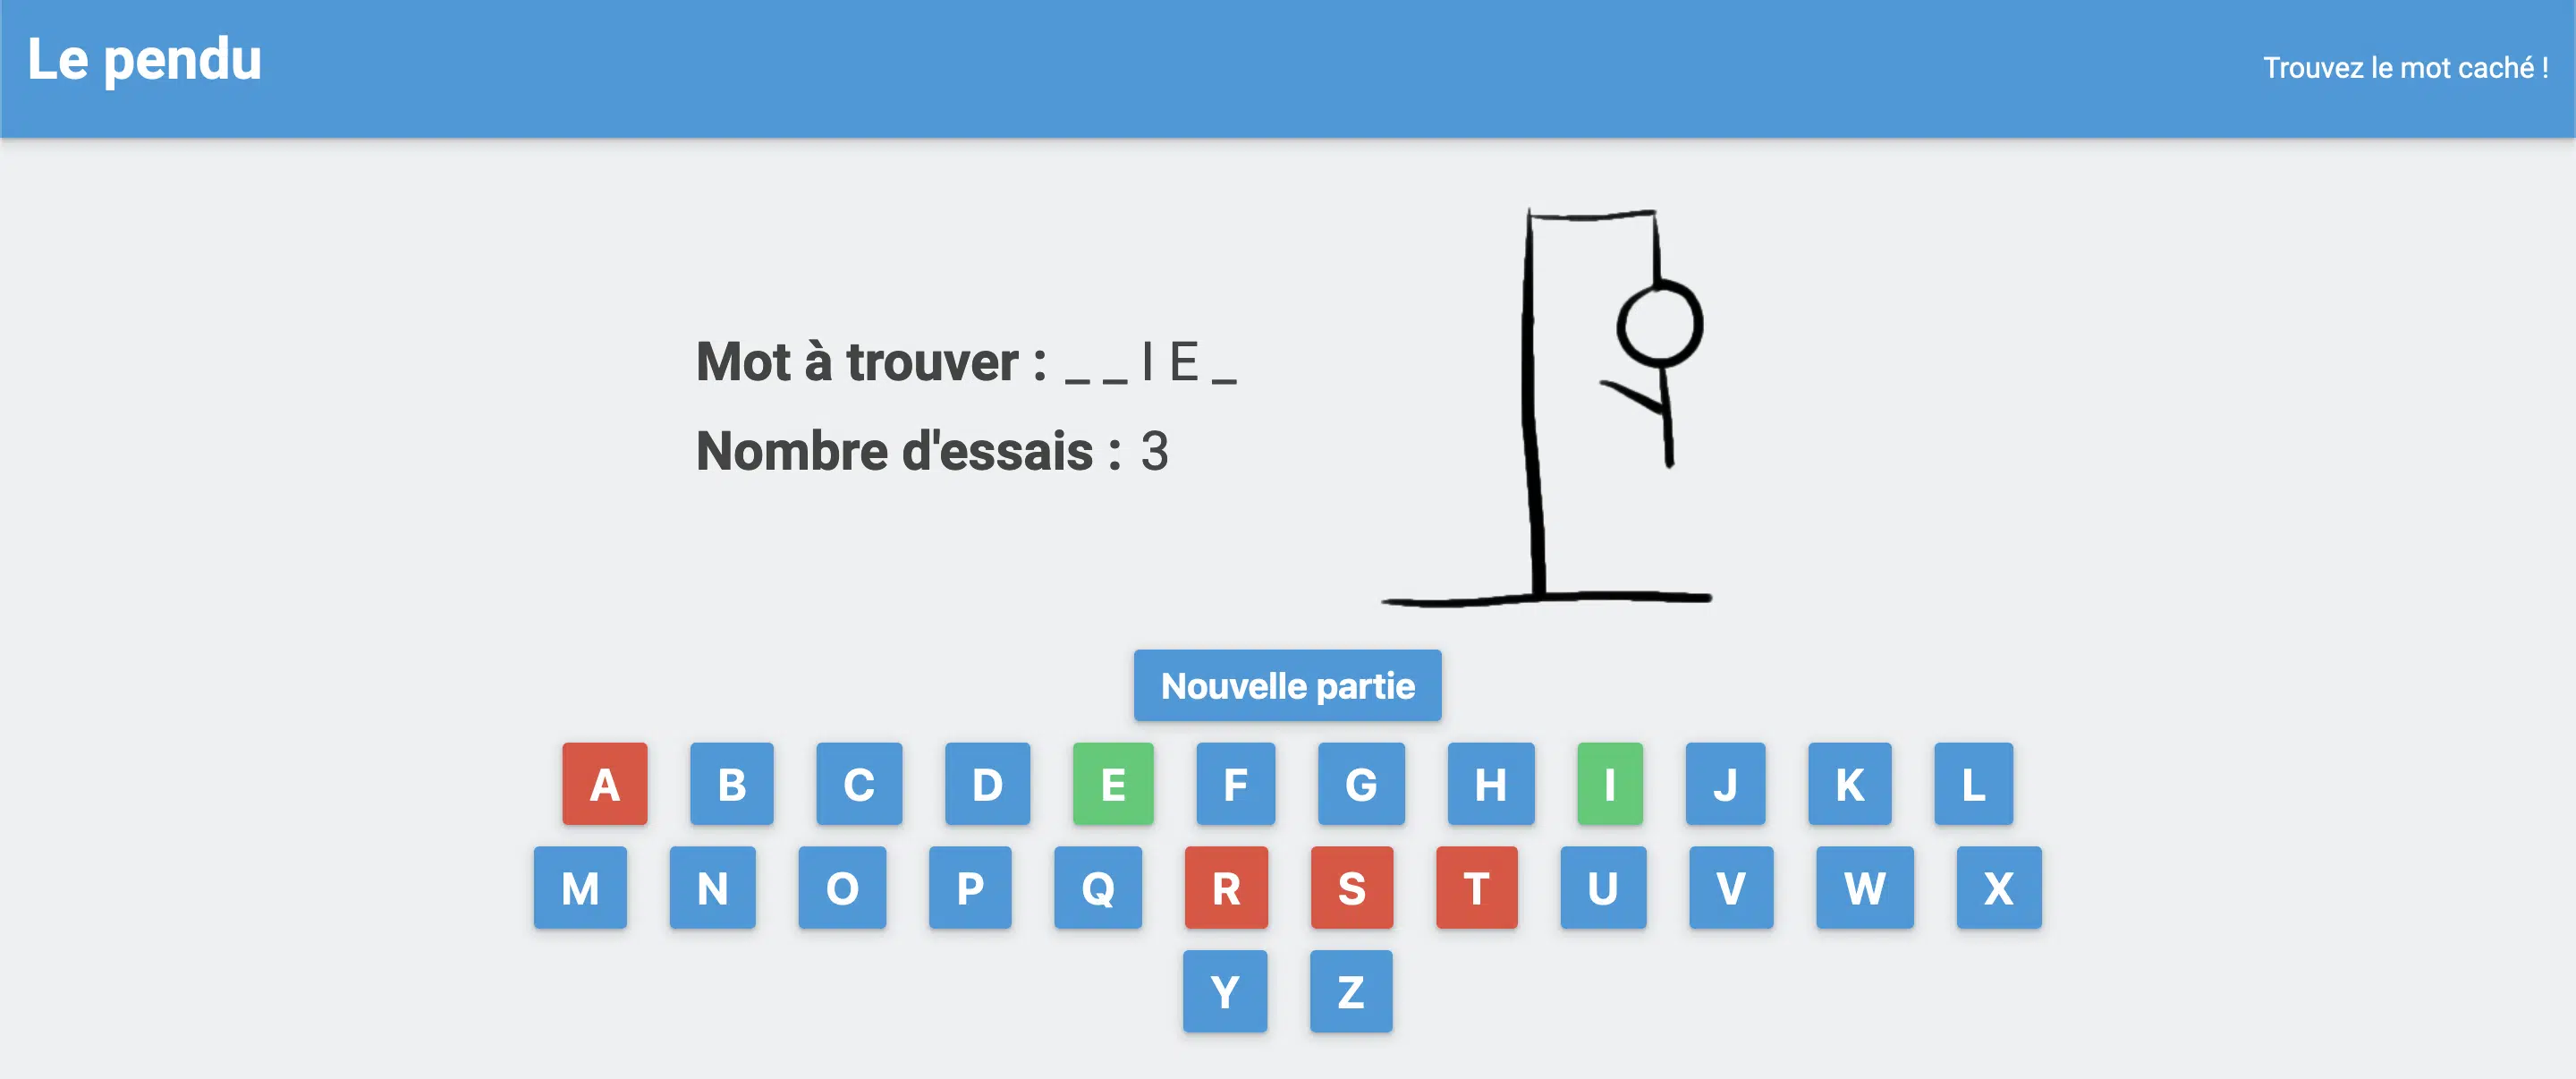 Le pendu
Trouvez le mot caché !
Mot à trouver : _ _ I E _
Nombre d'essais : 3
Nouvelle partie
A B C D E F G H I J K L
M N O P Q R S T U V W X
Y Z